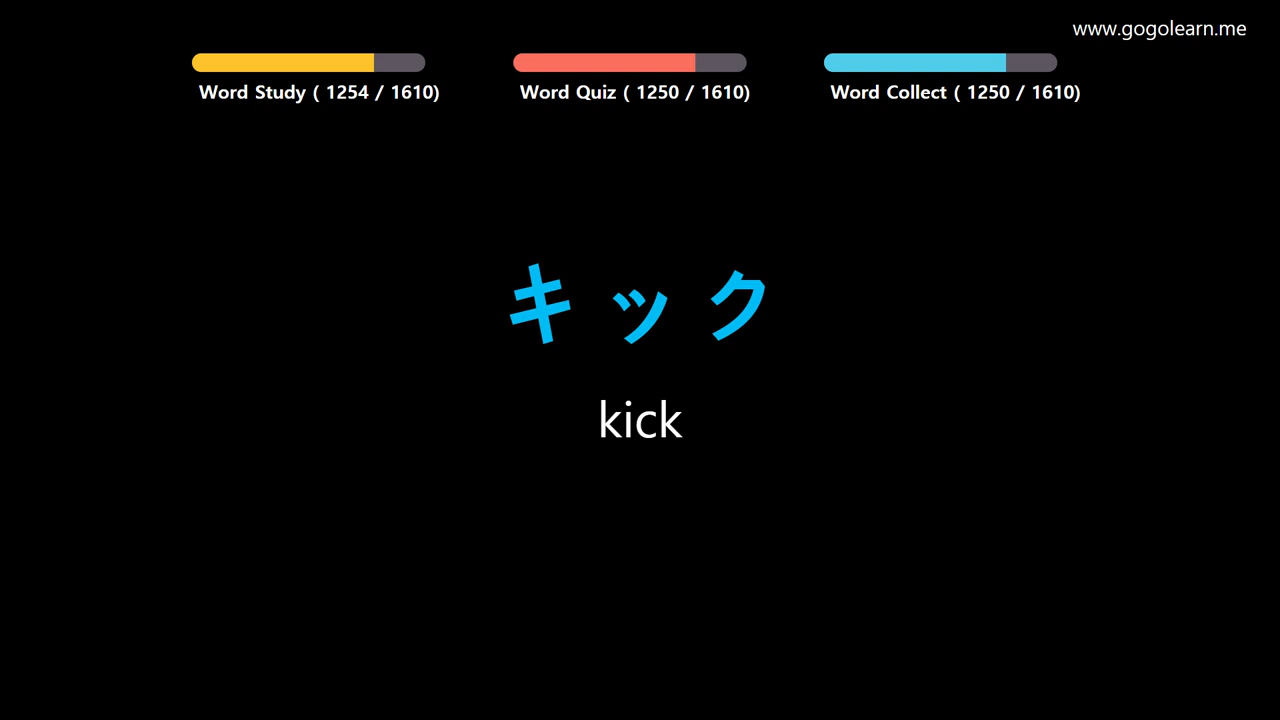 www.gogolearn.me
Word Study ( 1254 / 1610)
Word Quiz ( 1250 / 1610)
Word Collect ( 1250 / 1610)
キック
kick